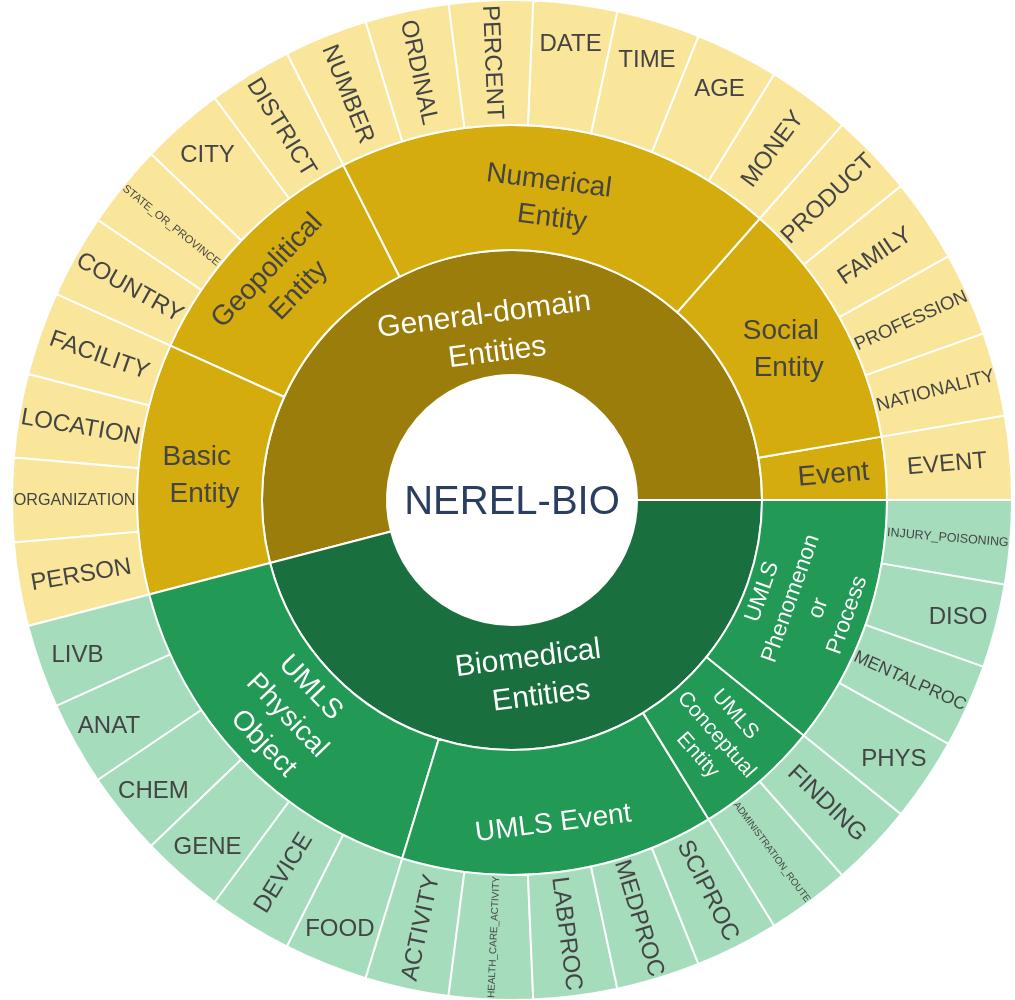 NEREL-BIO
General-domain
Entities
Biomedical
Entities
Basic
Entity
Geopolitical
Entity
Numerical
Entity
Social
Entity
Event
UMLS
Phenomenon
or
Process
UMLS
Conceptual
Entity
UMLS Event
UMLS
Physical
Object
PERSON
ORGANIZATION
LOCATION
FACILITY
COUNTRY
STATE_OR_PROVINCE
CITY
DISTRICT
NUMBER
ORDINAL
PERCENT
DATE
TIME
AGE
MONEY
PRODUCT
FAMILY
PROFESSION
NATIONALITY
EVENT
INJURY_POISONING
DISO
MENTALPROC
PHYS
FINDING
ADMINISTRATION_ROUTE
SCIPROC
MEDPROC
LABPROC
HEALTH_CARE_ACTIVITY
ACTIVITY
FOOD
DEVICE
GENE
CHEM
ANAT
LIVB